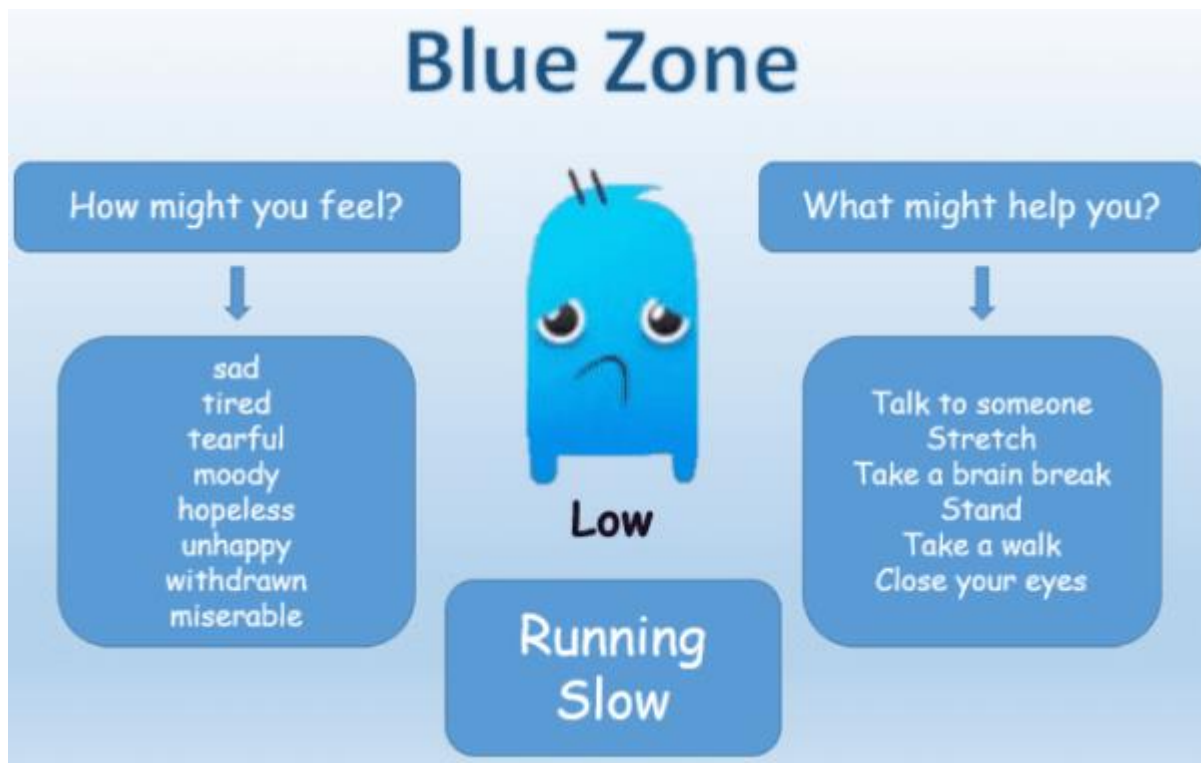 Blue Zone
How might you feel?
sad
tired
tearful
moody
hopeless
unhappy
withdrawn
miserable
Low
Running
Slow
What might help you?
Talk to someone
Stretch
Take a brain break
Stand
Take a walk
Close your eyes